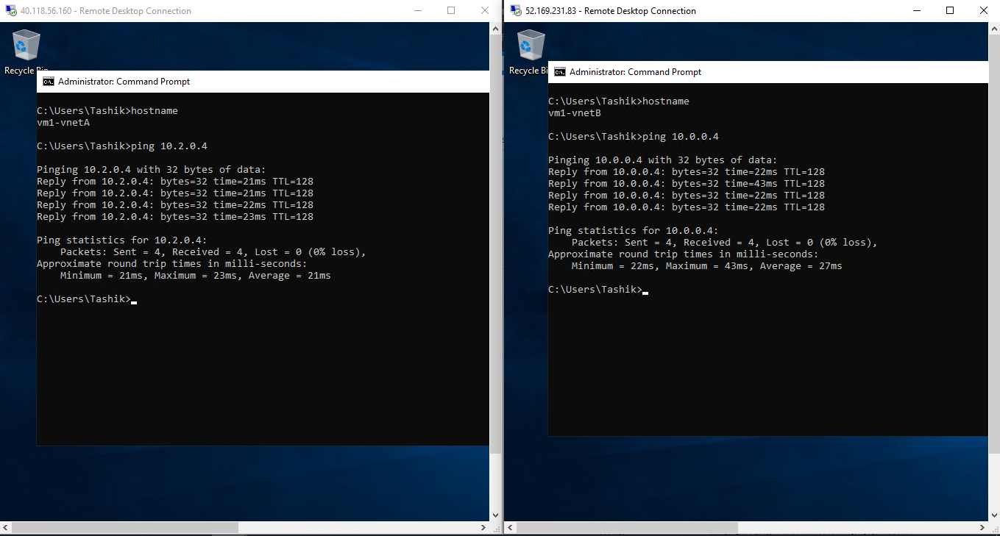 40.118.56.160 - Remote Desktop Connection
Recycle Bin
Administrator: Command Prompt
C:\Users\Tashik>hostname
vm1-vnetA
C:\Users\Tashik>ping 10.2.0.4
Pinging 10.2.0.4 with 32 bytes of data:
Reply from 10.2.0.4: bytes=32 time=21ms TTL=128
Reply from 10.2.0.4: bytes=32 time=21ms TTL=128
Reply from 10.2.0.4: bytes=32 time=22ms TTL=128
Reply from 10.2.0.4: bytes=32 time=23ms TTL=128
Ping statistics for 10.2.0.4:
    Packets: Sent = 4, Received = 4, Lost = 0 (0% loss),
Approximate round trip times in milli-seconds:
    Minimum = 21ms, Maximum = 23ms, Average = 21ms
C:\Users\Tashik>
52.169.231.83 - Remote Desktop Connection
Recycle Bi
Administrator: Command Prompt
C:\Users\Tashik>hostname
vm1-vnetB
C:\Users\Tashik>ping 10.0.0.4
Pinging 10.0.0.4 with 32 bytes of data:
Reply from 10.0.0.4: bytes=32 time=22ms TTL=128
Reply from 10.0.0.4: bytes=32 time=43ms TTL=128
Reply from 10.0.0.4: bytes=32 time=22ms TTL=128
Reply from 10.0.0.4: bytes=32 time=22ms TTL=128
Ping statistics for 10.0.0.4:
    Packets: Sent = 4, Received = 4, Lost = 0 (0% loss),
Approximate round trip times in milli-seconds:
    Minimum = 22ms, Maximum = 43ms, Average = 27ms
C:\Users\Tashik>